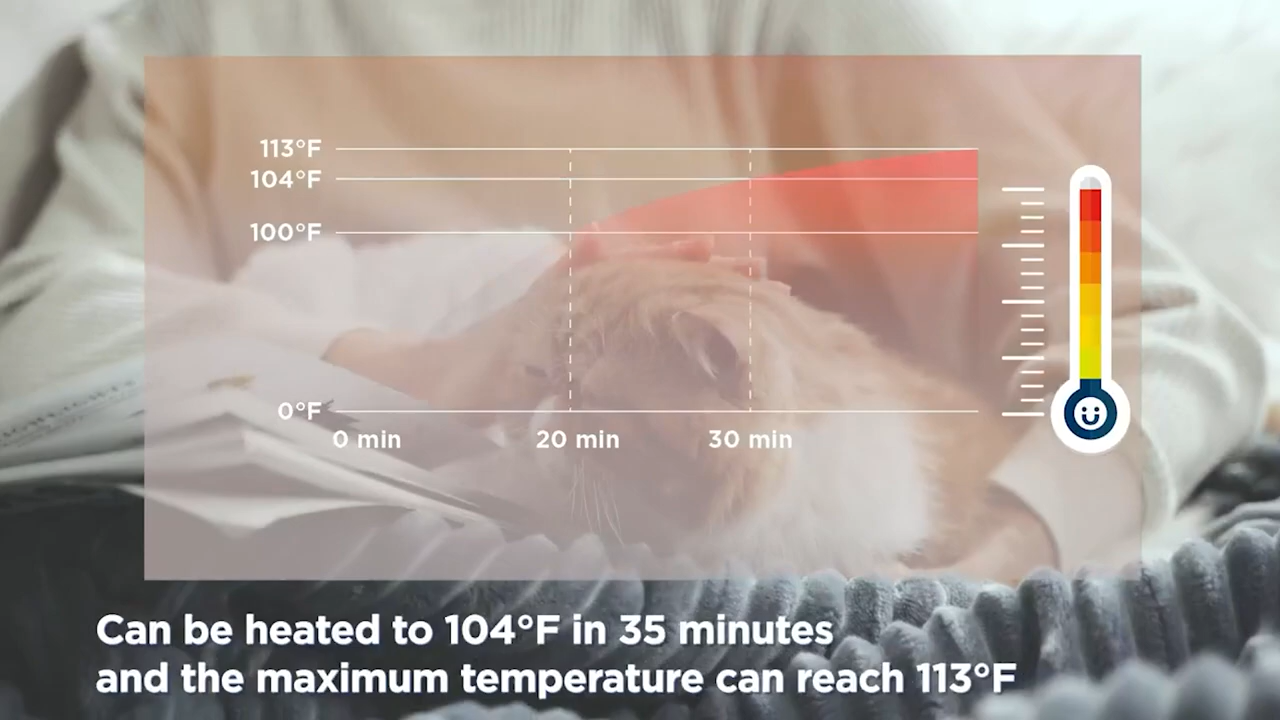 113°F
104°F
100°F
0°F
0 min 20 min 30 min
Can be heated to 104°F in 35 minutes
and the maximum temperature can reach 113°F